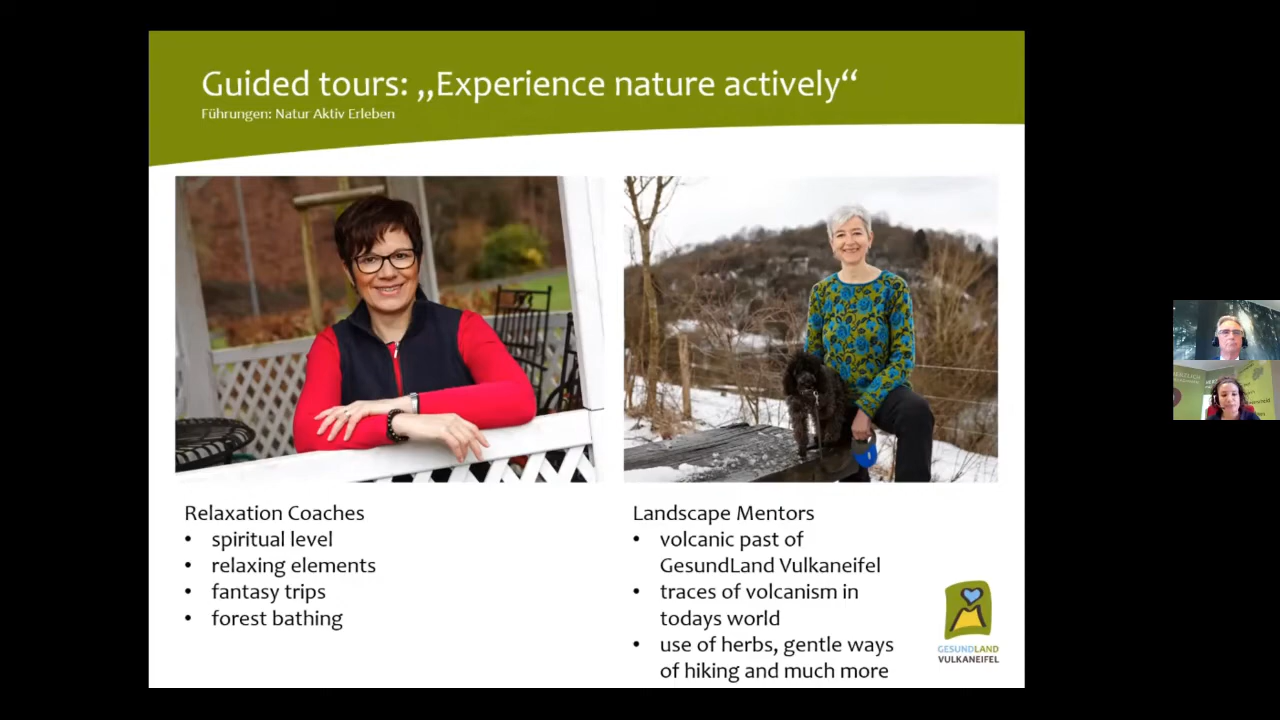 Guided tours: „Experience nature actively“
Führungen: Natur Aktiv Erleben
Relaxation Coaches
• spiritual level
• relaxing elements
• fantasy trips
• forest bathing
Landscape Mentors
• volcanic past of
GesundLand Vulkaneifel
• traces of volcanism in
todays world
• use of herbs, gentle ways
of hiking and much more
GESUNDLAND
VULKANEIFEL